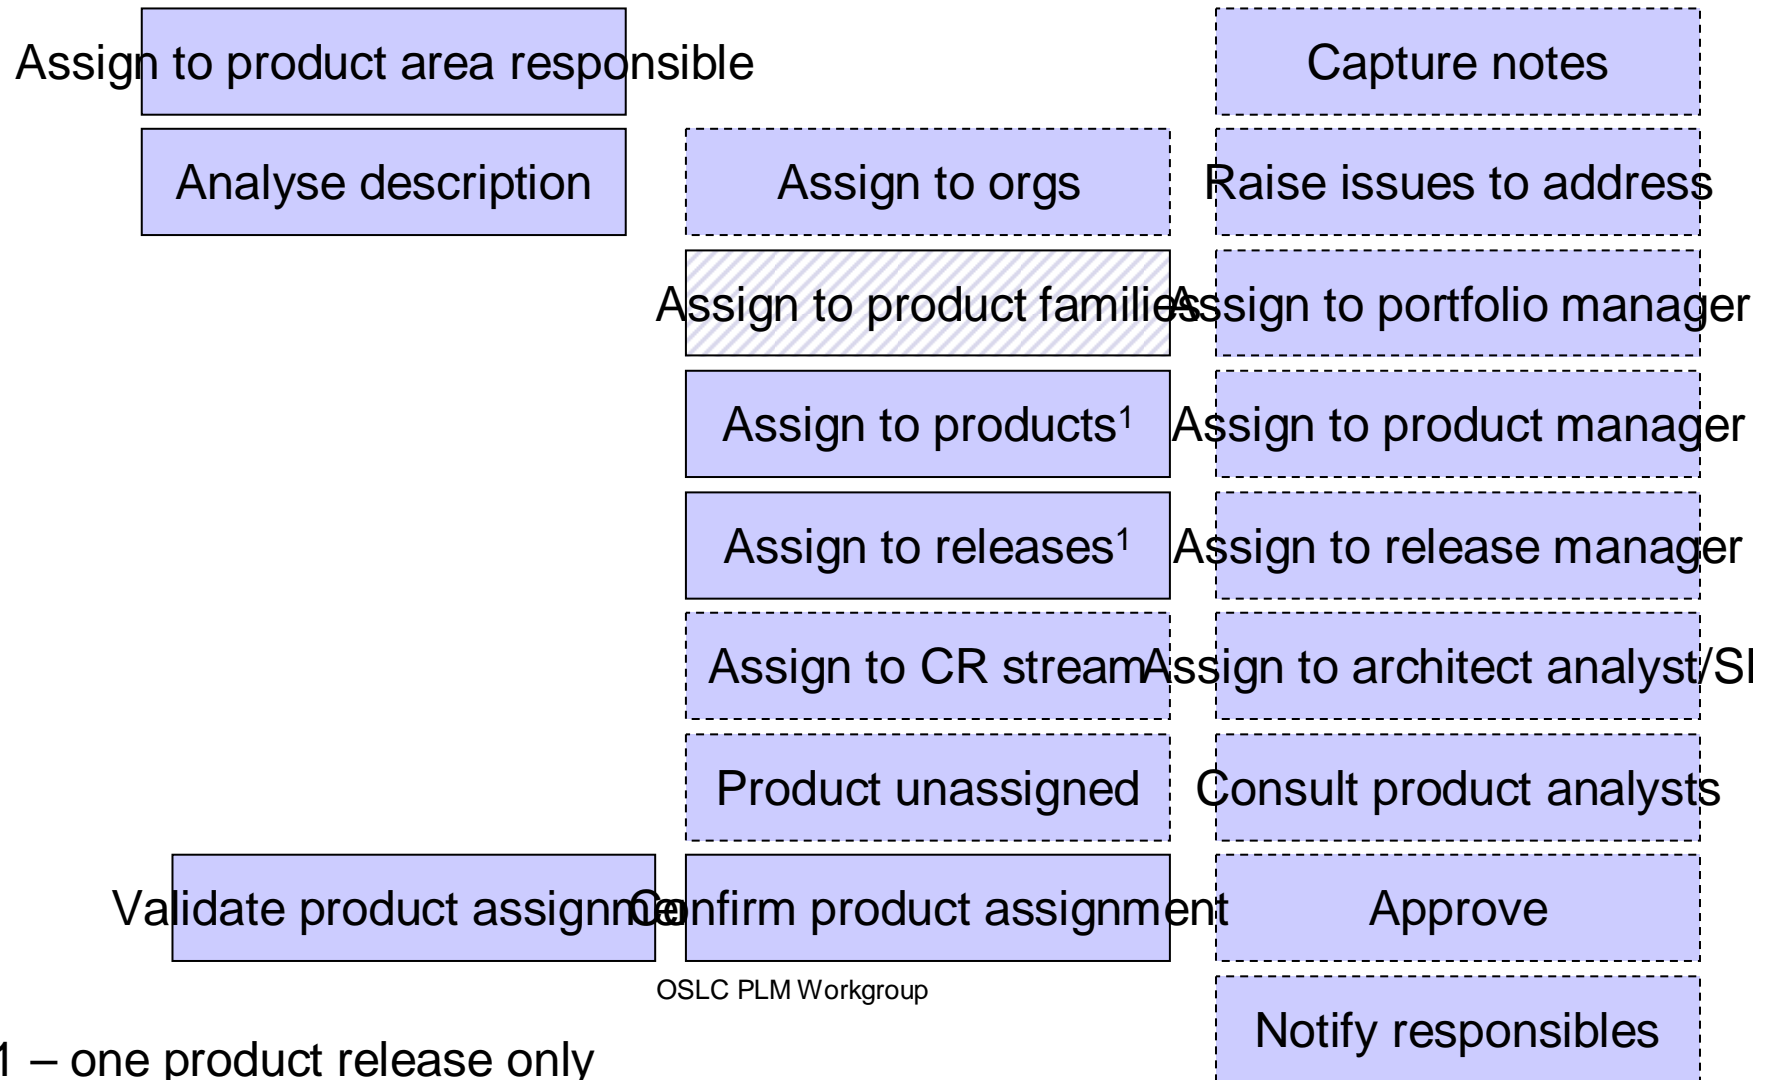 Assign to product area responsible
Capture notes
Analyse description
Assign to orgs
Raise issues to address
Assign to product families
Assign to portfolio manager
Assign to products¹
Assign to product manager
Assign to releases¹
Assign to release manager
Assign to CR stream
Assign to architect analyst/SI
Product unassigned
Consult product analysts
Validate product assignme
Confirm product assignment
Approve
OSLC PLM Workgroup
Notify responsibles
1 – one product release only